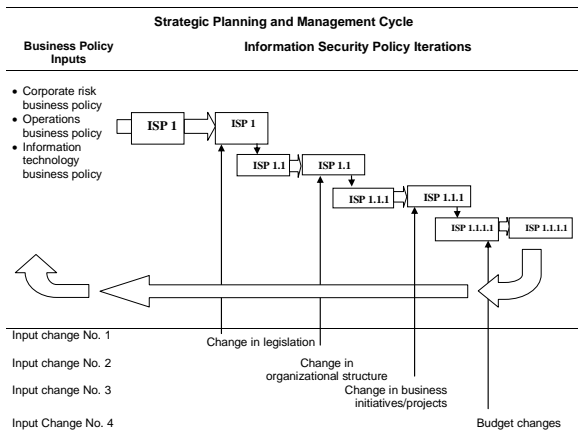 Strategic Planning and Management Cycle
Business Policy
Inputs
Information Security Policy Iterations
• Corporate risk
business policy
• Operations
business policy
• Information
technology
business policy
ISP 1
ISP 1
ISP 1.1
ISP 1.1
ISP 1.1.1
ISP 1.1.1
ISP 1.1.1.1
ISP 1.1.1.1
Input change No. 1
Change in legislation
Input change No. 2
Change in
organizational structure
Input change No. 3
Change in business
initiatives/projects
Input Change No. 4
Budget changes